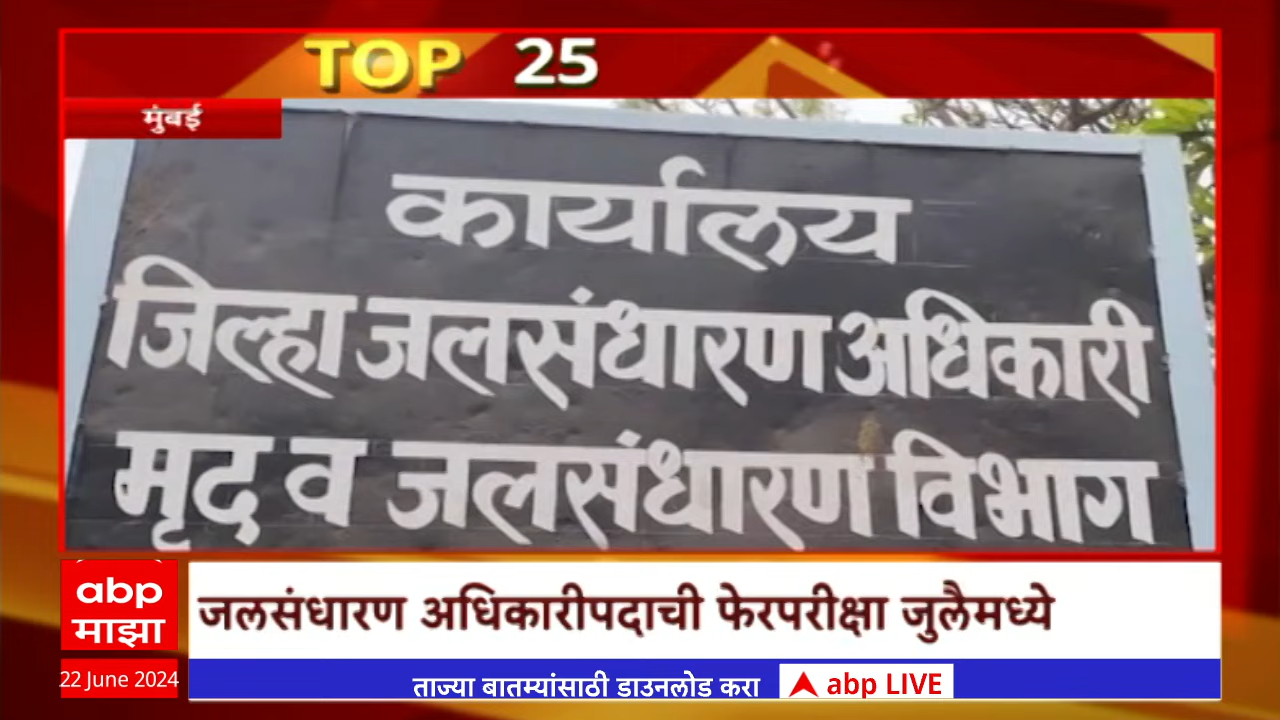 TOP 25
मुंबई
कार्यालय
जिल्हा जलसंधारण अधिकारी
मृद व जलसंधारण विभाग
abp
माझा
जलसंधारण अधिकारीपदाची फेरपरीक्षा जुलैमध्ये
22 June 2024
ताज्या बातम्यांसाठी डाउनलोड करा abp LIVE